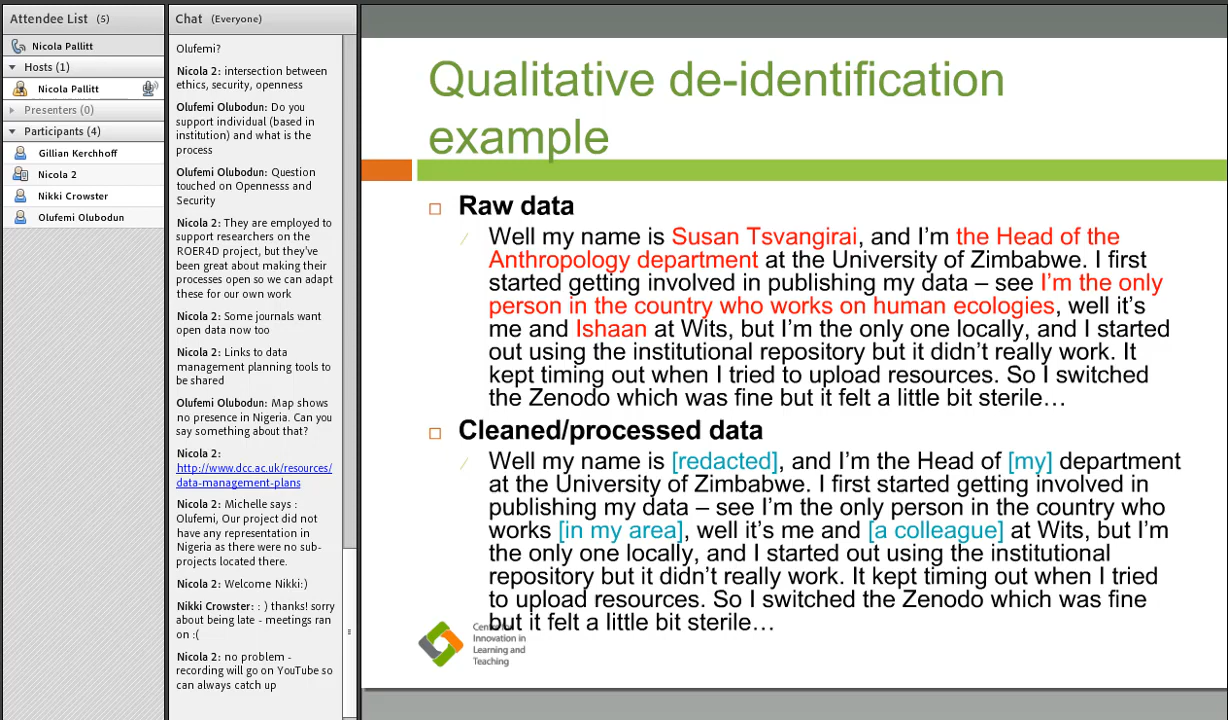 Attendee List (5)
Nicola Pallitt
Hosts (1)
Nicola Pallitt
Presenters (0)
Participants (4)
Gillian Kerchhoff
Nicola 2
Nikki Crowster
Olufemi Olubodun
Chat (Everyone)
Olufemi?
Nicola 2: intersection between
ethics, security, openness
Olufemi Olubodun: Do you
support individual (based in
institution) and what is the
process
Olufemi Olubodun: Question
touched on Opennesss and
Security
Nicola 2: They are employed to
support researchers on the
ROER4D project, but they've
been great about making their
processes open so we can adapt
these for our own work
Nicola 2: Some journals want
open data now too
Nicola 2: Links to data
management planning tools to
be shared
Olufemi Olubodun: Map shows
no presence in Nigeria. Can you
say something about that?
Nicola 2:
http://www.dcc.ac.uk/resources/
data-management-plans
Nicola 2: Michelle says :
Olufemi, Our project did not
have any representation in
Nigeria as there were no sub-
projects located there.
Nicola 2: Welcome Nikki:)
Nikki Crowster: : ) thanks! sorry
about being late - meetings ran
on :(
Nicola 2: no problem -
recording will go on YouTube so
can always catch up
Qualitative de-identification
example
Raw data
Well my name is Susan Tsvangirai, and I’m the Head of the
Anthropology department at the University of Zimbabwe. I first
started getting involved in publishing my data – see I’m the only
person in the country who works on human ecologies, well it’s
me and Ishaan at Wits, but I’m the only one locally, and I started
out using the institutional repository but it didn’t really work. It
kept timing out when I tried to upload resources. So I switched
the Zenodo which was fine but it felt a little bit sterile…
Cleaned/processed data
Well my name is [redacted], and I’m the Head of [my] department
at the University of Zimbabwe. I first started getting involved in
publishing my data – see I’m the only person in the country who
works [in my area], well it’s me and [a colleague] at Wits, but I’m
the only one locally, and I started out using the institutional
repository but it didn’t really work. It kept timing out when I tried
to upload resources. So I switched the Zenodo which was fine
but it felt a little bit sterile…
Centre for
Innovation in
Learning and
Teaching